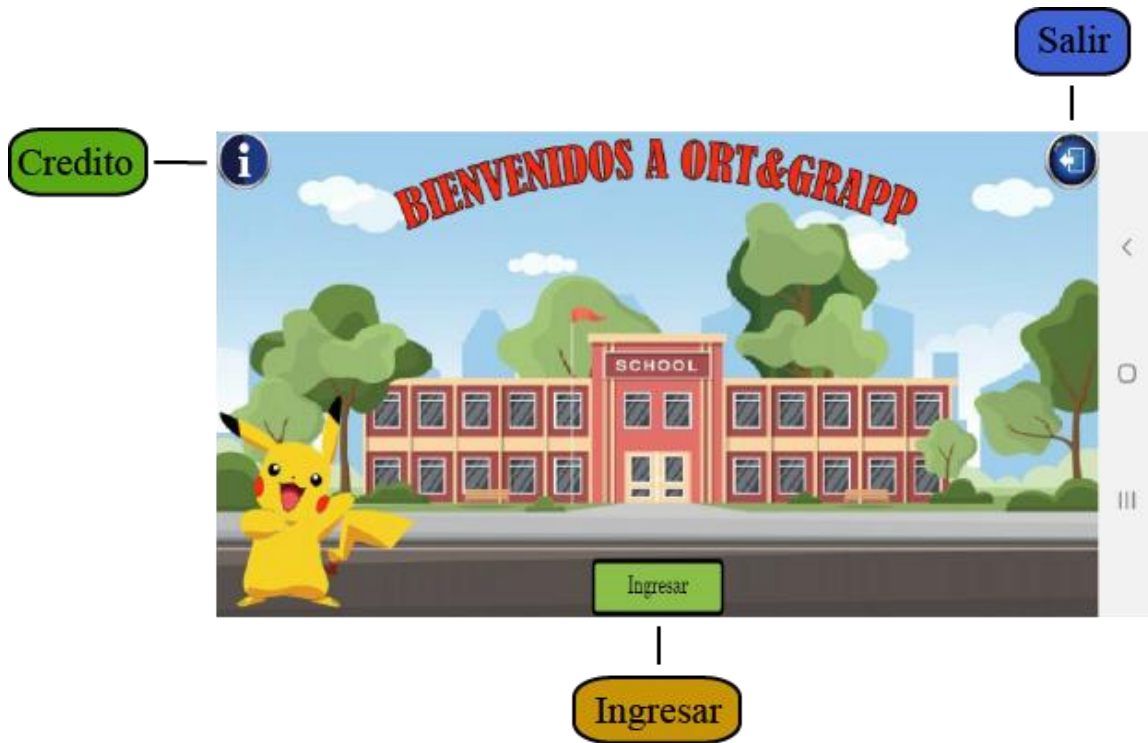 Salir
Credito
i
BIENVENIDOS A ORT&GRAPP
SCHOOL
Ingresar
Ingresar